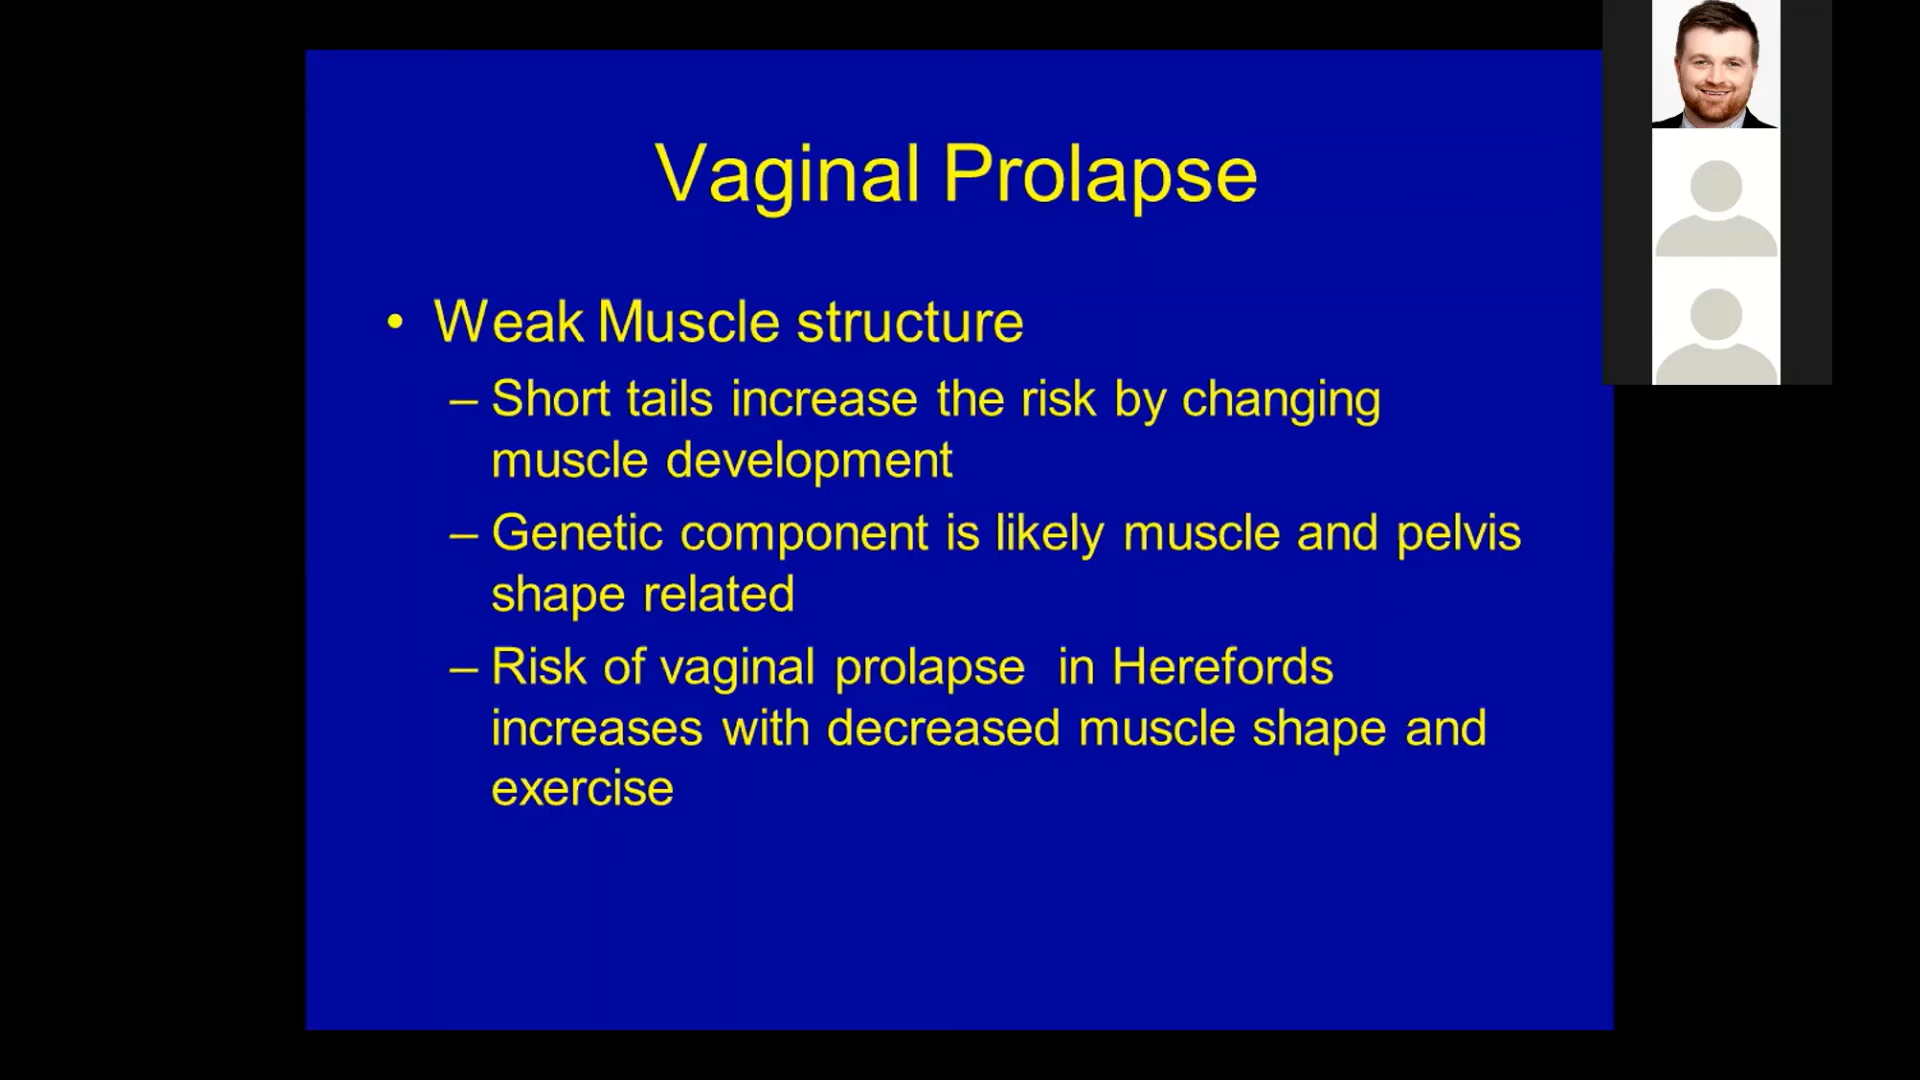 Vaginal Prolapse
• Weak Muscle structure
– Short tails increase the risk by changing
muscle development
– Genetic component is likely muscle and pelvis
shape related
– Risk of vaginal prolapse  in Herefords
increases with decreased muscle shape and
exercise